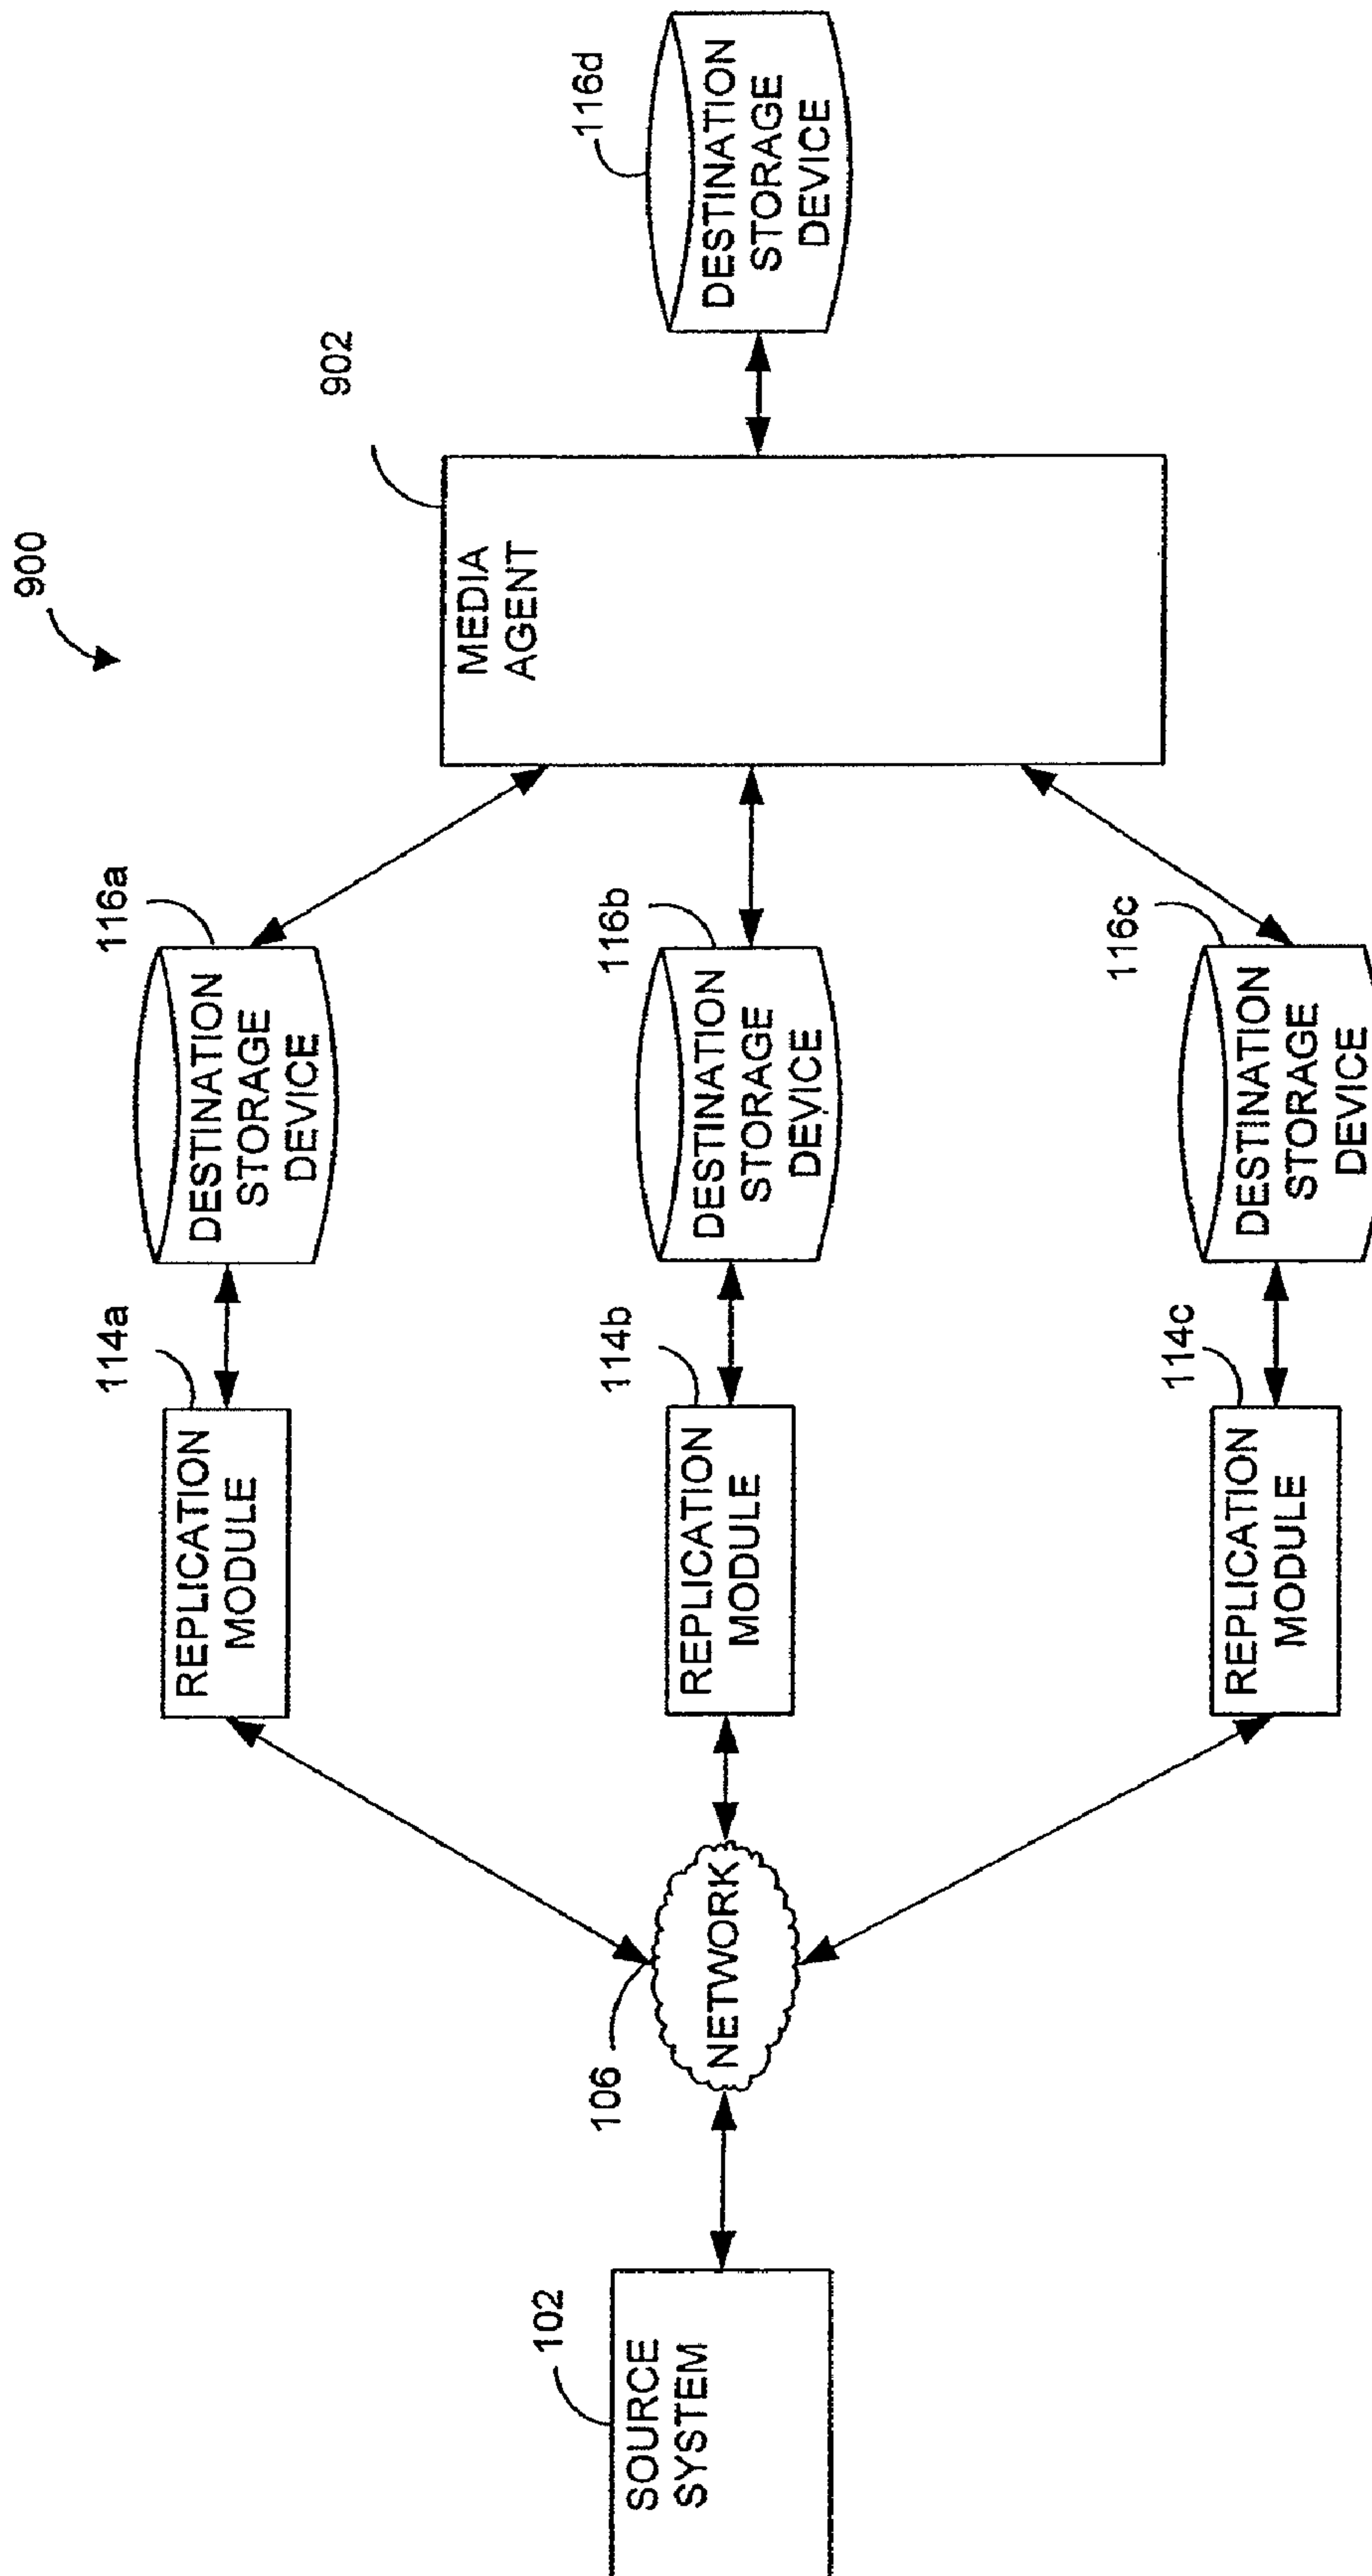 900
902
116a
114a
DESTINATION
STORAGE
DEVICE
REPLICATION
MODULE
116d
DESTINATION
STORAGE
DEVICE
MEDIA
AGENT
116b
114b
DESTINATION
STORAGE
DEVICE
REPLICATION
MODULE
106
NETWORK
102
SOURCE
SYSTEM
116c
114c
DESTINATION
STORAGE
DEVICE
REPLICATION
MODULE